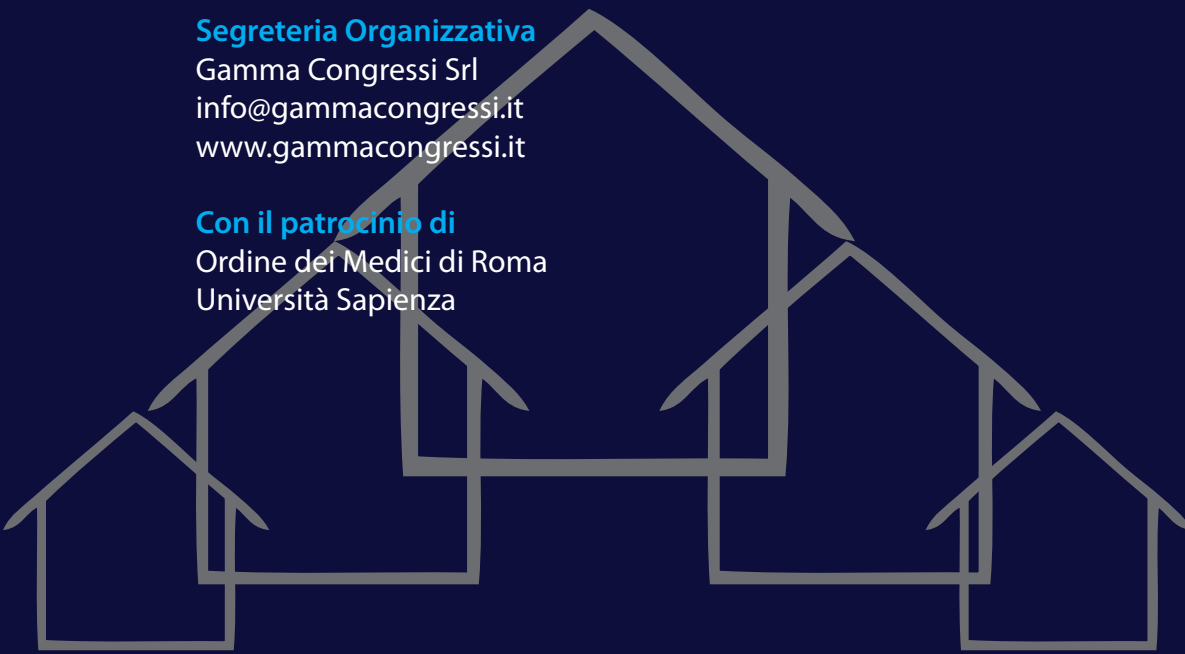 Segreteria Organizzativa
Gamma Congressi Srl
info@gammacongressi.it
www.gammacongressi.it
Con il patrocinio di
Ordine dei Medici di Roma
Università Sapienza